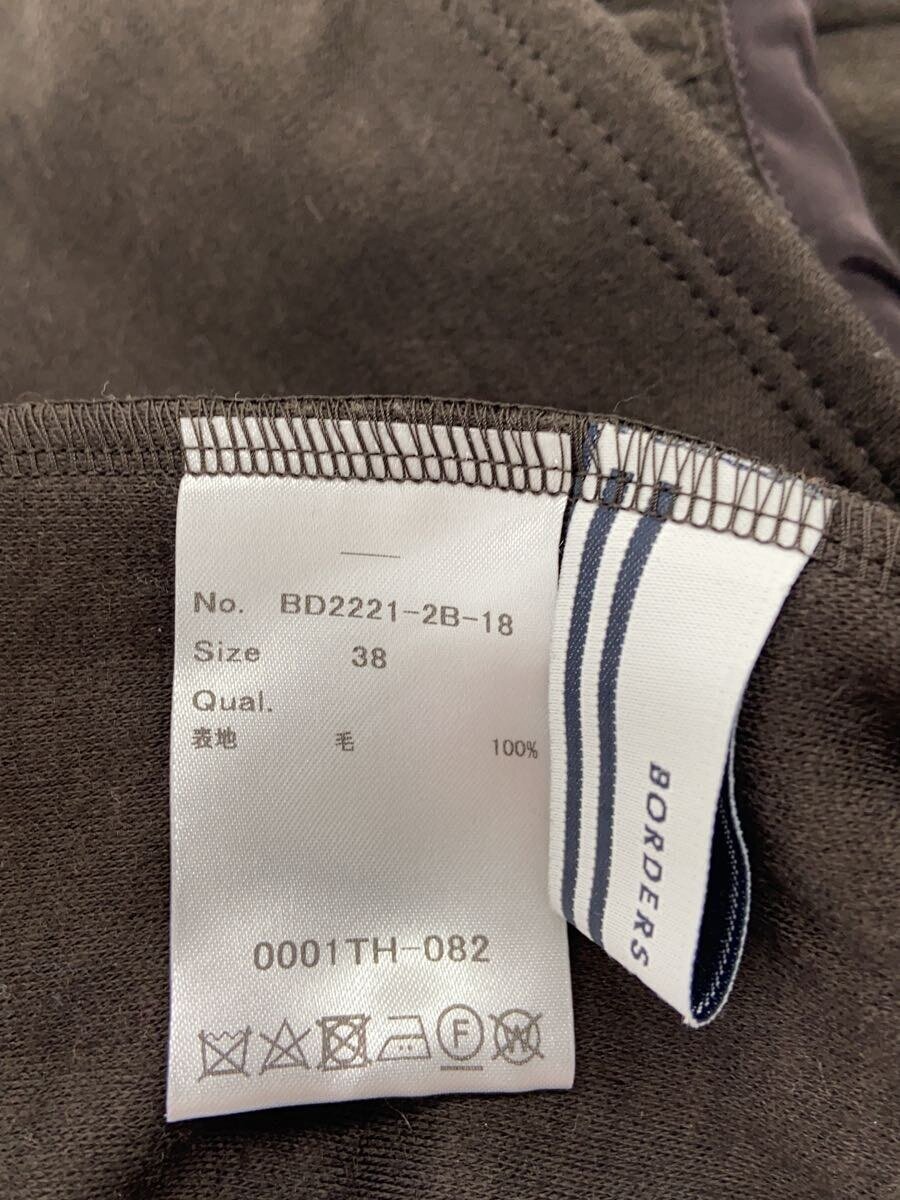 No. BD2221-2B-18
Size 38
Qual.
表地 毛 100%
0001TH-082
F W
BORDERS